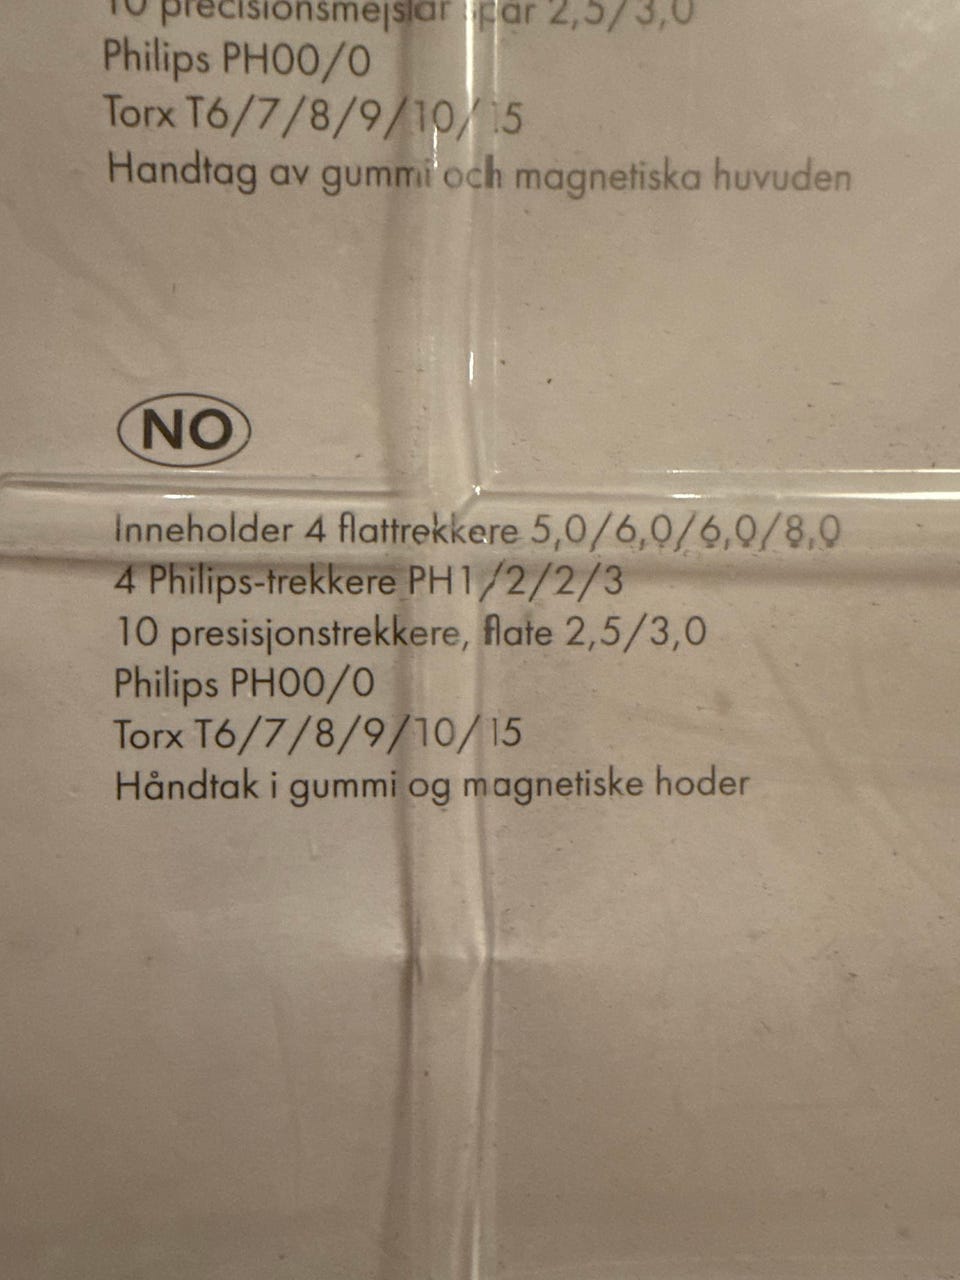 10 precisionsmejslar spår 2,5/3,0
Philips PH00/0
Torx T6/7/8/9/10/15
Handtag av gummi och magnetiska huvuden
NO
Inneholder 4 flattrekkere 5,0/6,0/6,0/8,0
4 Philips-trekkere PH1/2/2/3
10 presisjonstrekkere, flate 2,5/3,0
Philips PH00/0
Torx T6/7/8/9/10/15
Håndtak i gummi og magnetiske hoder